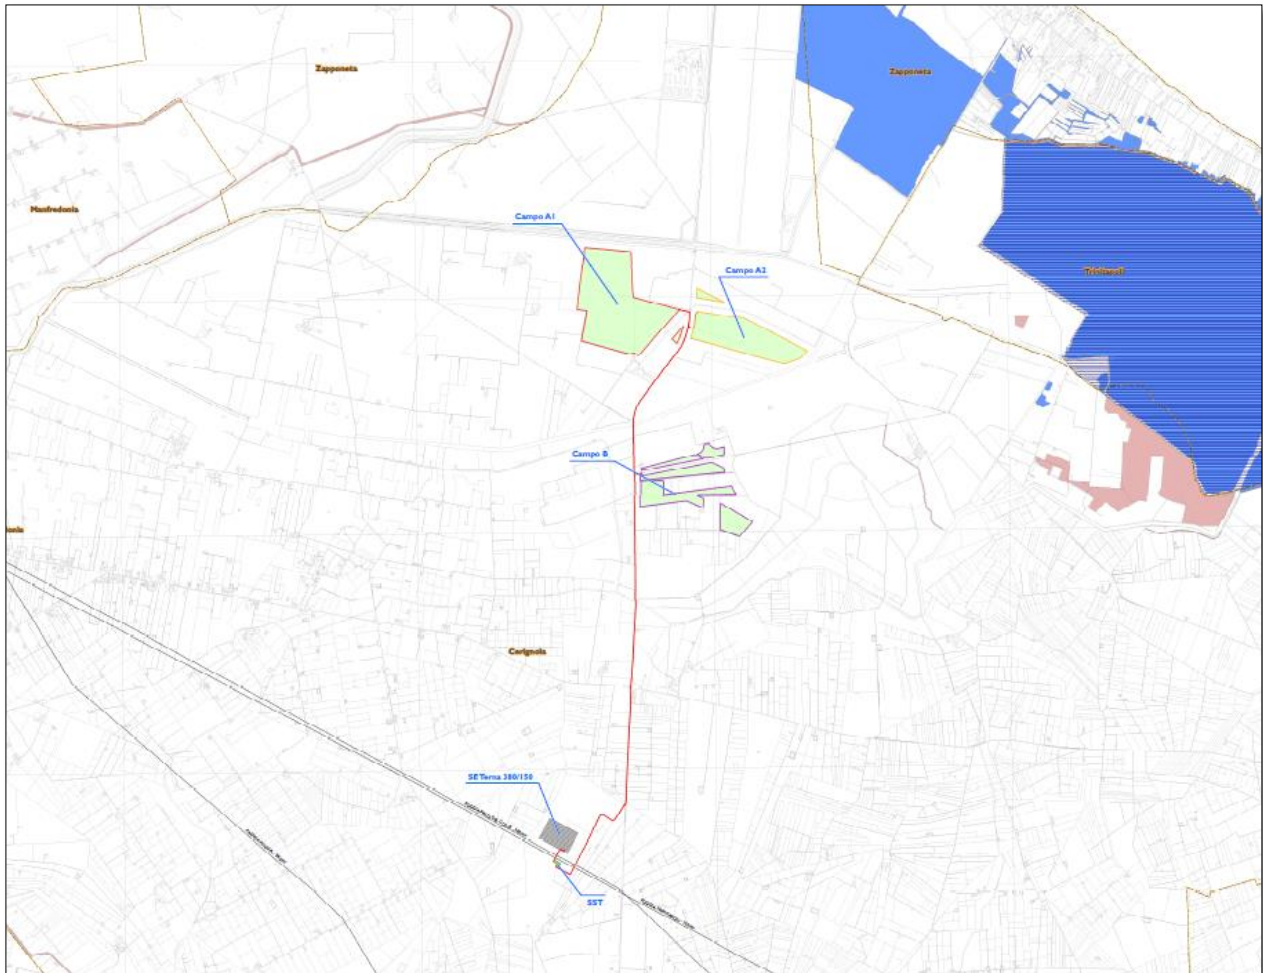 Zapponeta
Zapponeta
Manfredonia
Campo A1
Campo A2
Trinitapoli
Campo B
Cerignola
SE Terna 380/150
SST